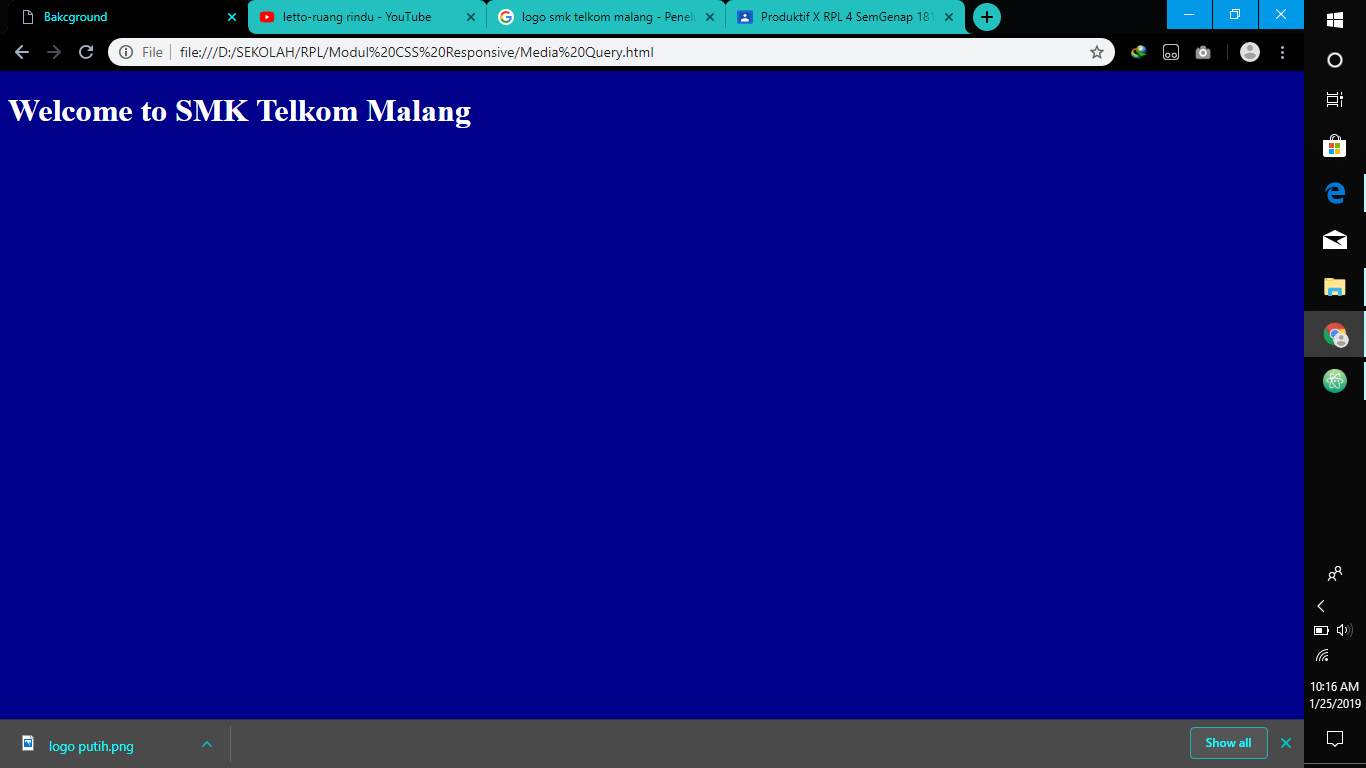 Bakcground
letto-ruang rindu - YouTube
logo smk telkom malang - Penel
Produktif X RPL 4 SemGenap 181
File
file:///D:/SEKOLAH/RPL/Modul%20CSS%20Responsive/Media%20Query.html
Welcome to SMK Telkom Malang
10:16 AM
1/25/2019
logo putih.png
Show all